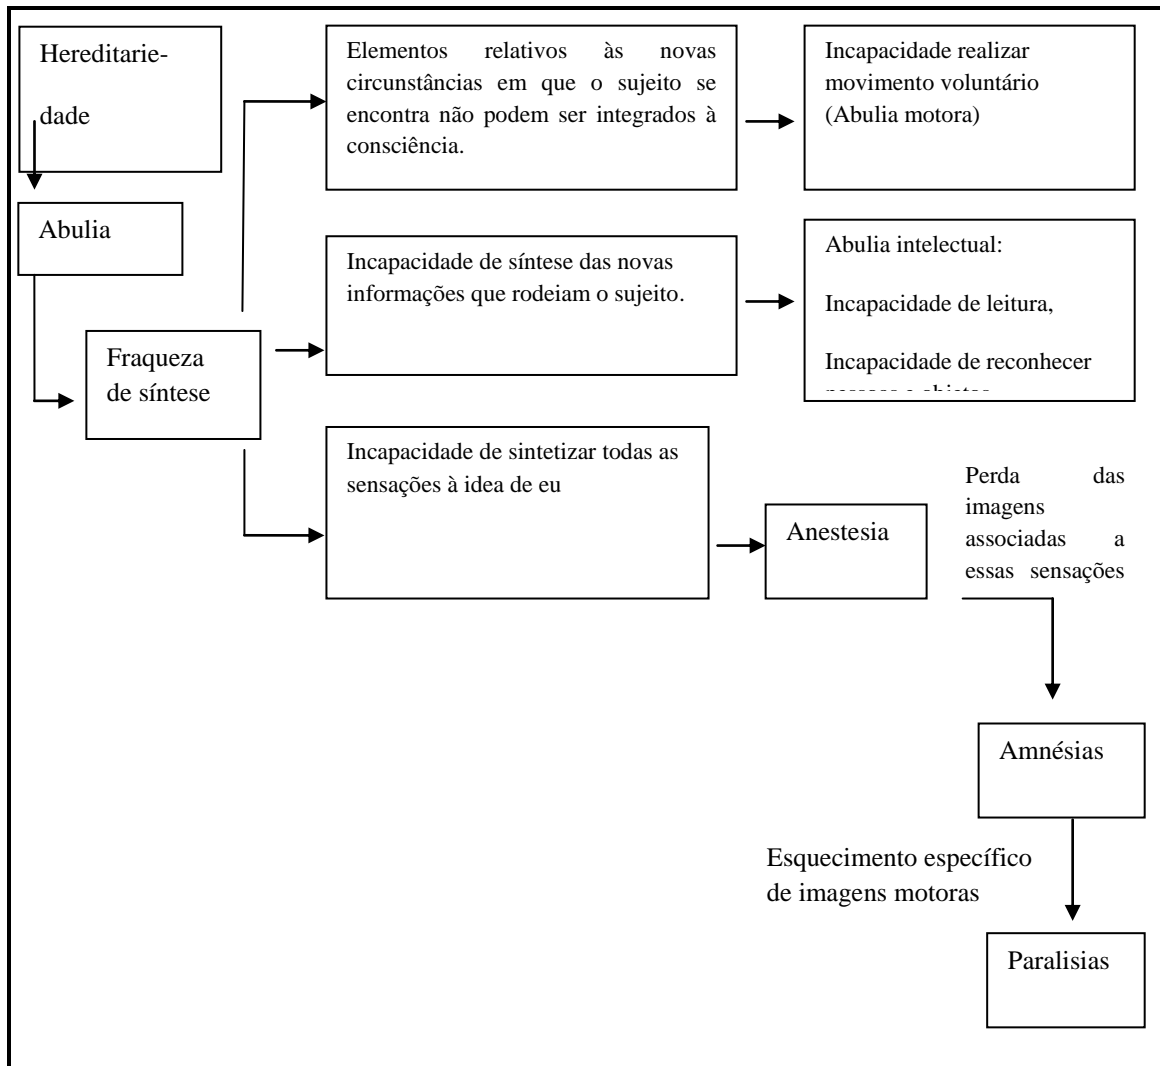 Hereditarie-
dade
Abulia
Fraqueza
de síntese
Elementos relativos às novas
circunstâncias em que o sujeito se
encontra não podem ser integrados à
consciência.
Incapacidade realizar
movimento voluntário
(Abulia motora)
Incapacidade de síntese das novas
informações que rodeiam o sujeito.
Abulia intelectual:
Incapacidade de leitura,
Incapacidade de reconhecer
Incapacidade de sintetizar todas as
sensações à idea de eu
Anestesia
Perda das
imagens
associadas a
essas sensações
Amnésias
Esquecimento específico
de imagens motoras
Paralisias